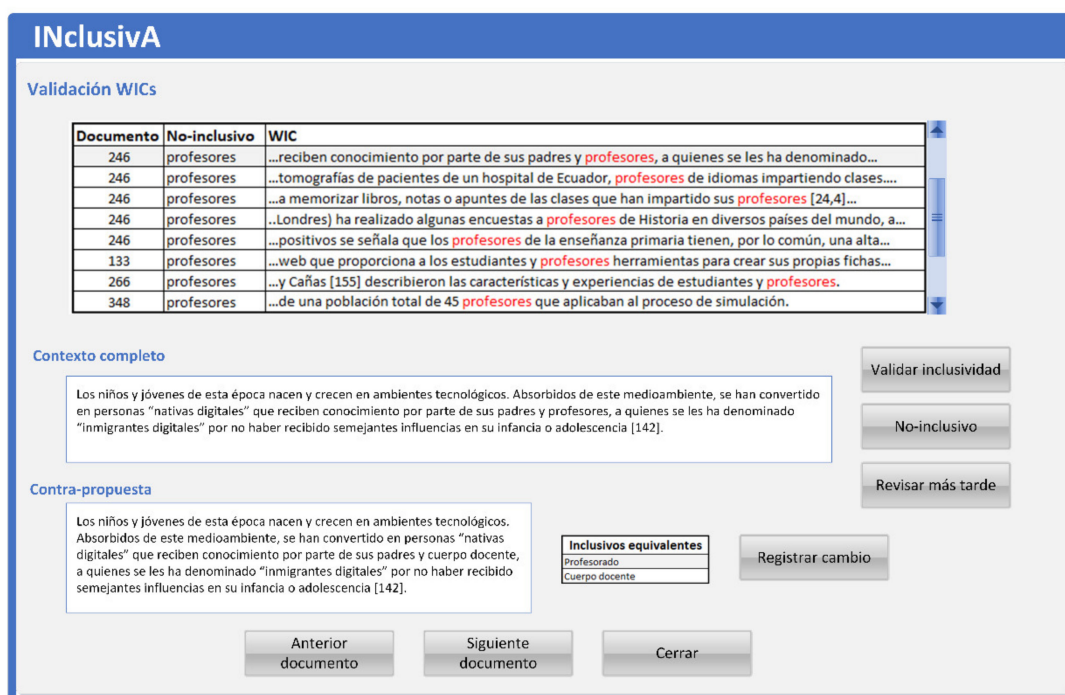 INclusivA
Validación WICs
Documento No-inclusivo WIC
246 profesores ...reciben conocimiento por parte de sus padres y profesores, a quienes se les ha denominado...
246 profesores ...tomografías de pacientes de un hospital de Ecuador, profesores de idiomas impartiendo clases....
246 profesores ...a memorizar libros, notas o apuntes de las clases que han impartido sus profesores [24,4]...
246 profesores ..Londres) ha realizado algunas encuestas a profesores de Historia en diversos países del mundo, a...
246 profesores ...positivos se señala que los profesores de la enseñanza primaria tienen, por lo común, una alta...
133 profesores ...web que proporciona a los estudiantes y profesores herramientas para crear sus propias fichas...
266 profesores ...y Cañas [155] describieron las características y experiencias de estudiantes y profesores.
348 profesores ...de una población total de 45 profesores que aplicaban al proceso de simulación.
Contexto completo
Los niños y jóvenes de esta época nacen y crecen en ambientes tecnológicos. Absorbidos de este medioambiente, se han convertido
en personas “nativas digitales” que reciben conocimiento por parte de sus padres y profesores, a quienes se les ha denominado
“inmigrantes digitales” por no haber recibido semejantes influencias en su infancia o adolescencia [142].
Validar inclusividad
No-inclusivo
Revisar más tarde
Contra-propuesta
Los niños y jóvenes de esta época nacen y crecen en ambientes tecnológicos.
Absorbidos de este medioambiente, se han convertido en personas “nativas
digitales” que reciben conocimiento por parte de sus padres y cuerpo docente,
a quienes se les ha denominado “inmigrantes digitales” por no haber recibido
semejantes influencias en su infancia o adolescencia [142].
Inclusivos equivalentes
Profesorado
Cuerpo docente
Registrar cambio
Anterior
documento
Siguiente
documento
Cerrar